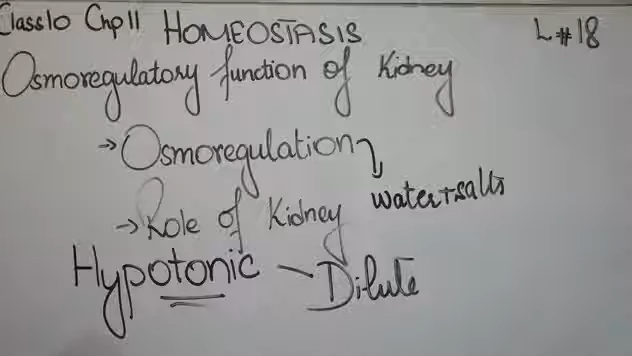 Class10 Chp11 HOMEOSTASIS L#18
Osmoregulatory function of Kidney
→ Osmoregulation
water+salts
→ Role of Kidney
Hypotonic — Dilute